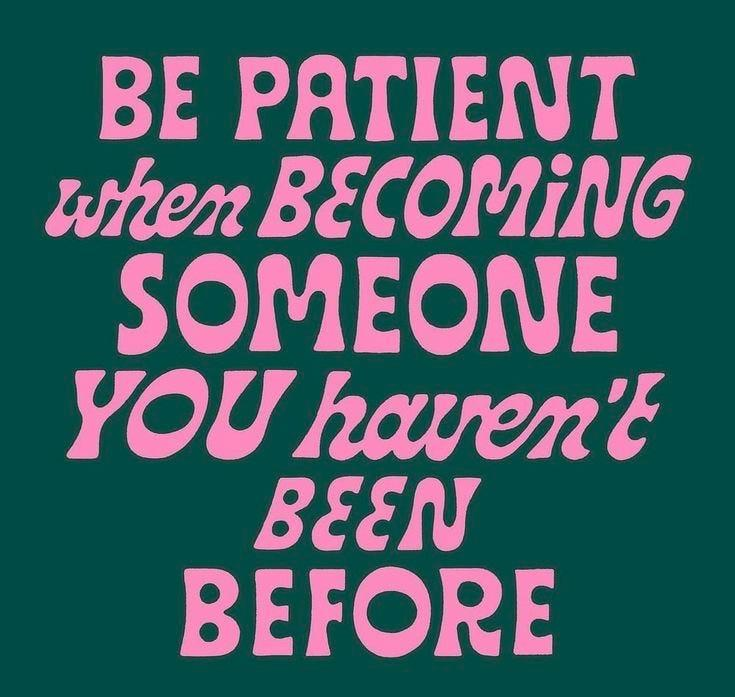 BE PATIENT
when BECOMiNG
SOMEONE
YOU haven't
BEEN
BEFORE